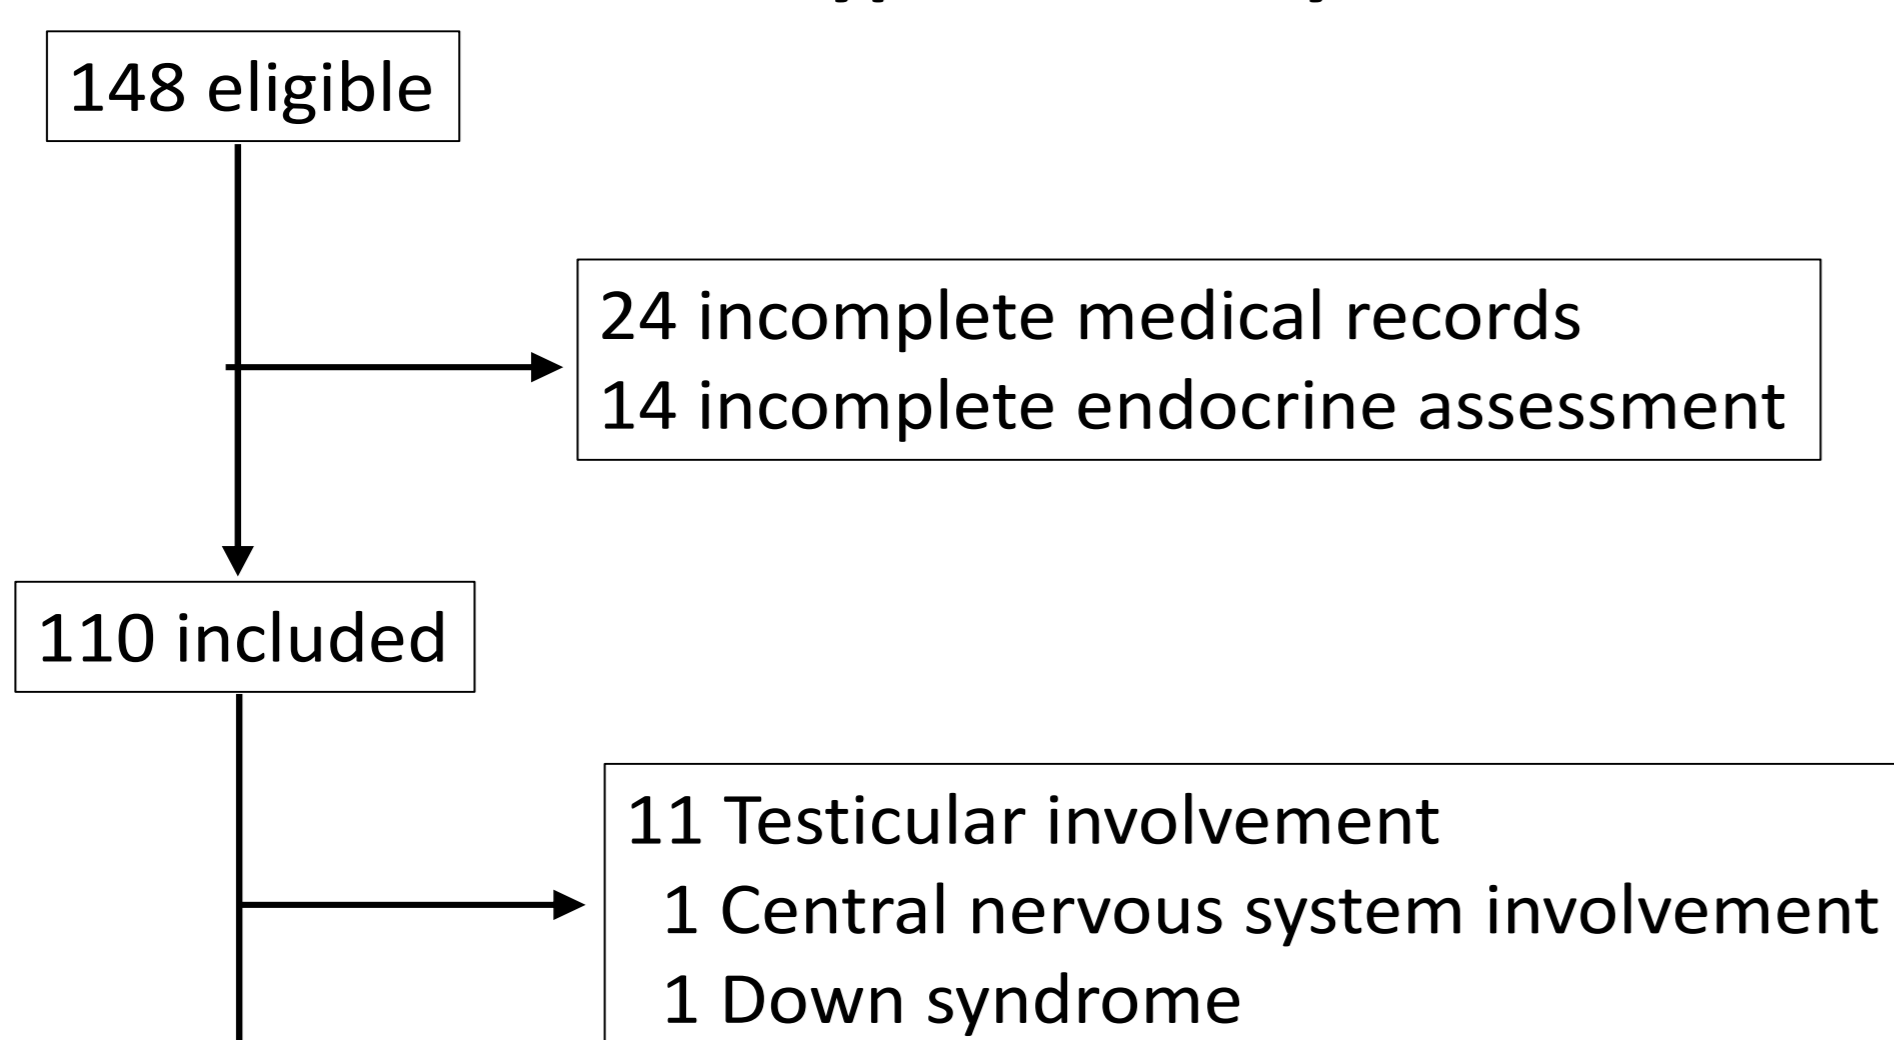 148 eligible
24 incomplete medical records
14 incomplete endocrine assessment
110 included
11 Testicular involvement
1 Central nervous system involvement
1 Down syndrome